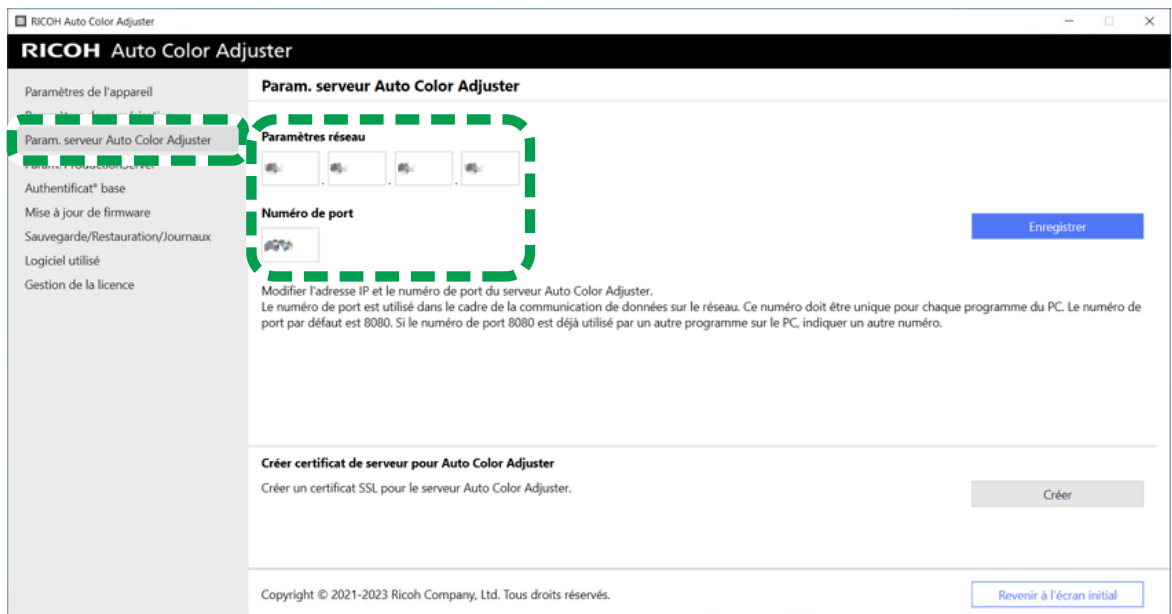 RICOH Auto Color Adjuster
RICOH Auto Color Adjuster
Paramètres de l'appareil
Param. serveur Auto Color Adjuster
Param. ProductionServer
Authentificat° base
Mise à jour de firmware
Sauvegarde/Restauration/Journaux
Logiciel utilisé
Gestion de la licence
Param. serveur Auto Color Adjuster
Paramètres réseau
. . .
Numéro de port
Enregistrer
Modifier l'adresse IP et le numéro de port du serveur Auto Color Adjuster.
Le numéro de port est utilisé dans le cadre de la communication de données sur le réseau. Ce numéro doit être unique pour chaque programme du PC. Le numéro de
port par défaut est 8080. Si le numéro de port 8080 est déjà utilisé par un autre programme sur le PC, indiquer un autre numéro.
Créer certificat de serveur pour Auto Color Adjuster
Créer un certificat SSL pour le serveur Auto Color Adjuster.
Créer
Copyright © 2021-2023 Ricoh Company, Ltd. Tous droits réservés.
Revenir à l'écran initial